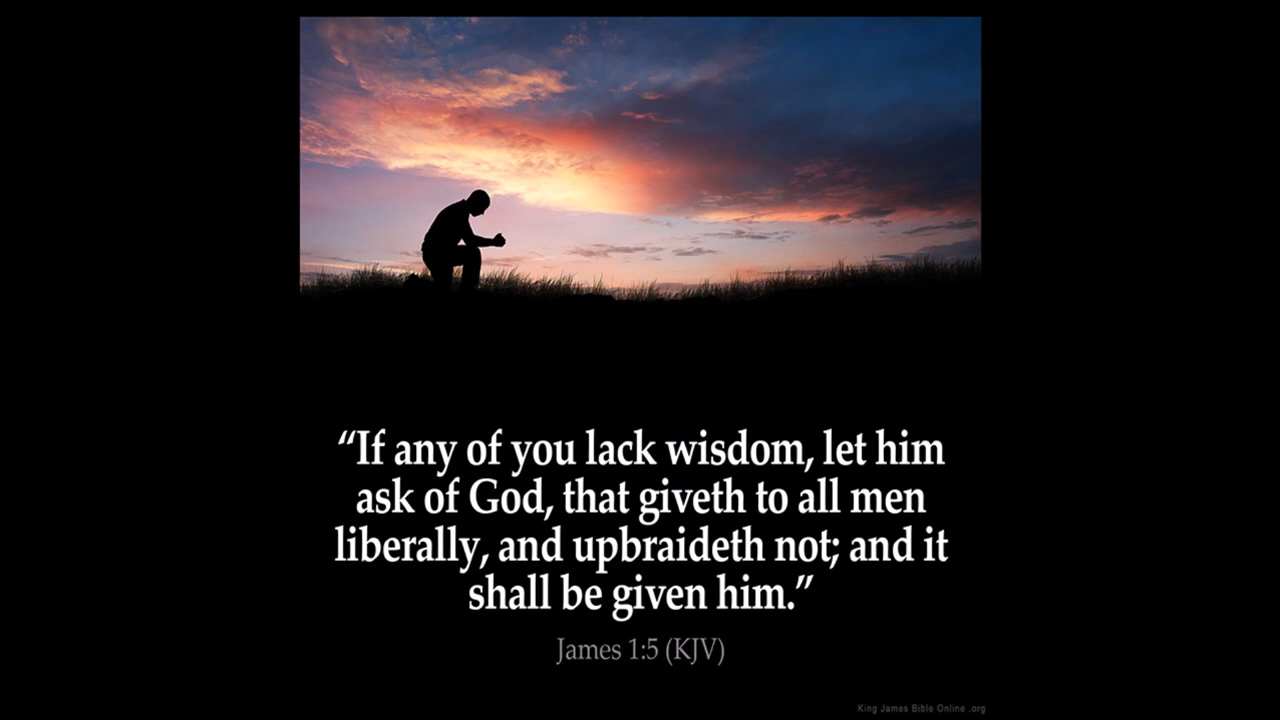 “If any of you lack wisdom, let him
ask of God, that giveth to all men
liberally, and upbraideth not; and it
shall be given him.”
James 1:5 (KJV)
King James Bible Online .org